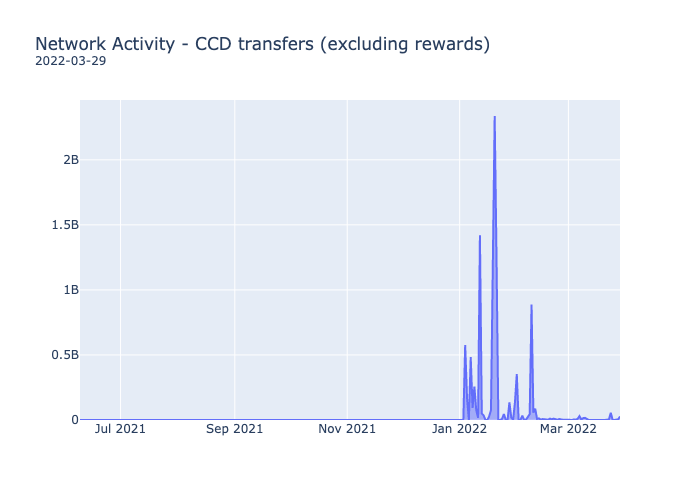 Network Activity - CCD transfers (excluding rewards)
2022-03-29
2B
1.5B
1B
0.5B
0
Jul 2021 Sep 2021 Nov 2021 Jan 2022 Mar 2022